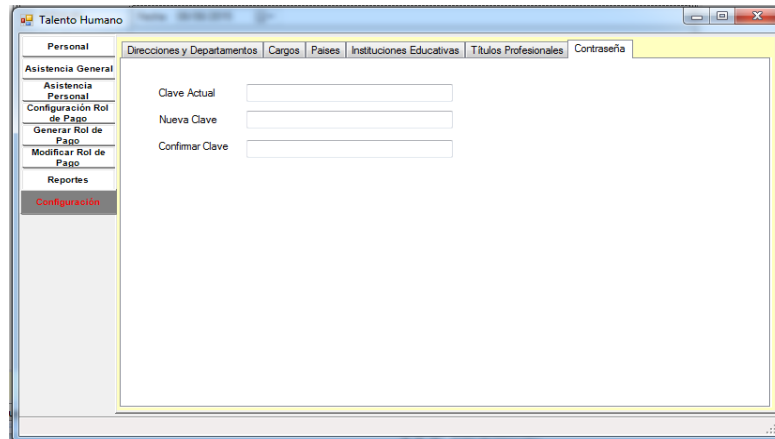 Talento Humano
Personal
Asistencia General
Asistencia
Personal
Configuración Rol
de Pago
Generar Rol de
Pago
Modificar Rol de
Pago
Reportes
Configuración
Direcciones y Departamentos Cargos Paises Instituciones Educativas Títulos Profesionales Contraseña
Clave Actual
Nueva Clave
Confirmar Clave